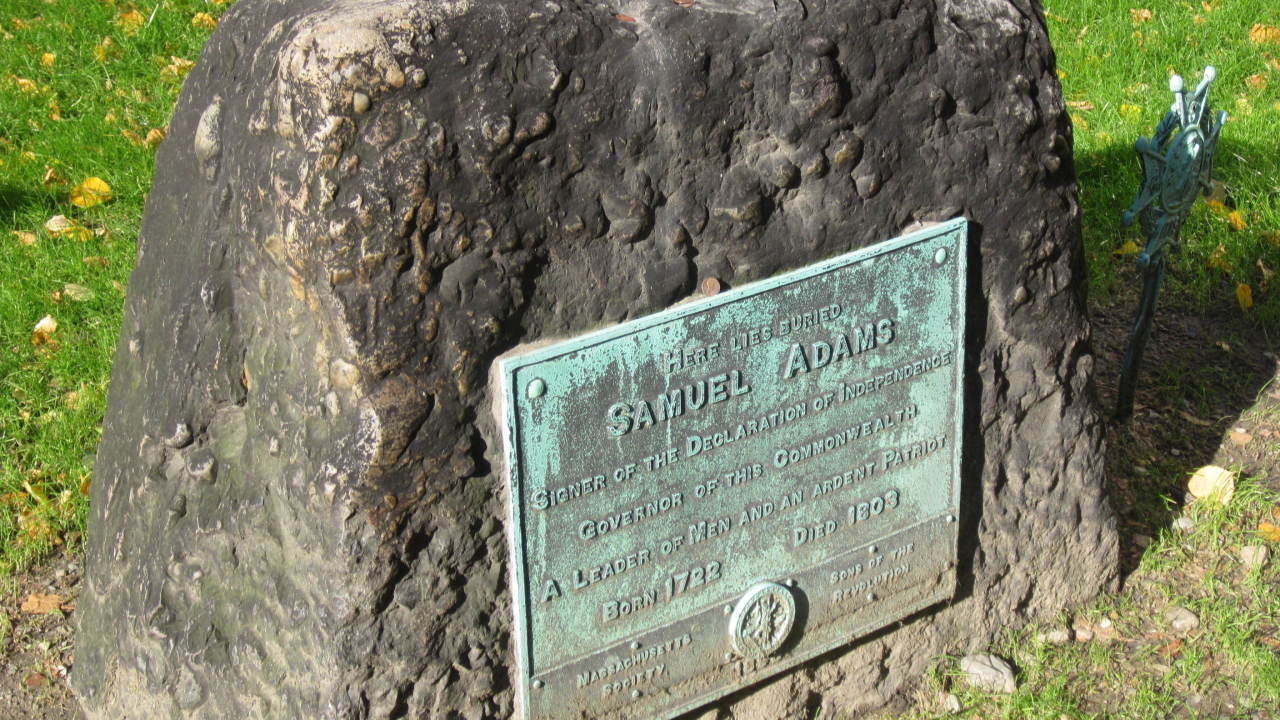 HERE LIES BURIED
SAMUEL ADAMS
SIGNER OF THE DECLARATION OF INDEPENDENCE
GOVERNOR OF THIS COMMONWEALTH
A LEADER OF MEN AND AN ARDENT PATRIOT
BORN 1722 DIED 1803
MASSACHUSETTS SOCIETY
SONS OF THE REVOLUTION